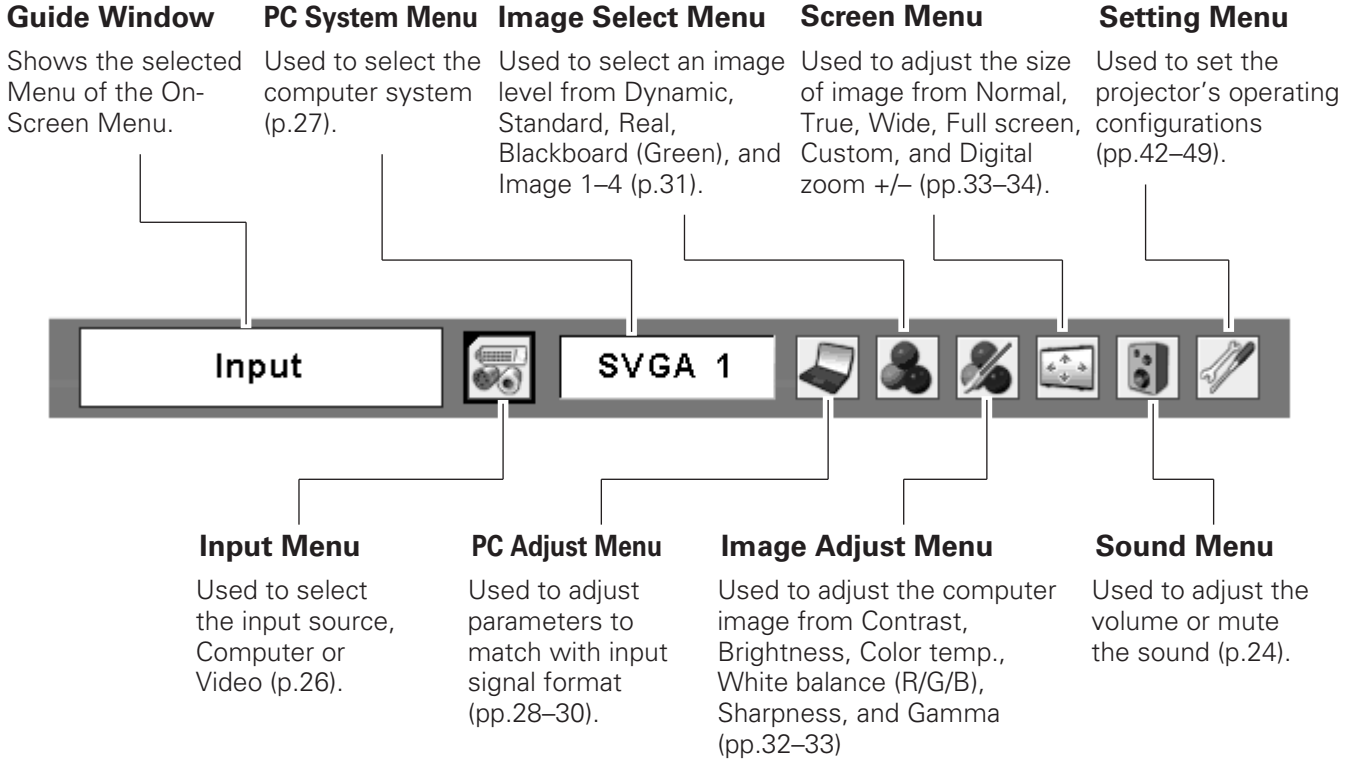 Guide Window
Shows the selected
Menu of the On-
Screen Menu.
PC System Menu
Used to select the
computer system
(p.27).
Image Select Menu
Used to select an image
level from Dynamic,
Standard, Real,
Blackboard (Green), and
Image 1–4 (p.31).
Screen Menu
Used to adjust the size
of image from Normal,
True, Wide, Full screen,
Custom, and Digital
zoom +/– (pp.33–34).
Setting Menu
Used to set the
projector's operating
configurations
(pp.42–49).
Input
SVGA 1
Input Menu
Used to select
the input source,
Computer or
Video (p.26).
PC Adjust Menu
Used to adjust
parameters to
match with input
signal format
(pp.28–30).
Image Adjust Menu
Used to adjust the computer
image from Contrast,
Brightness, Color temp.,
White balance (R/G/B),
Sharpness, and Gamma
(pp.32–33)
Sound Menu
Used to adjust the
volume or mute
the sound (p.24).